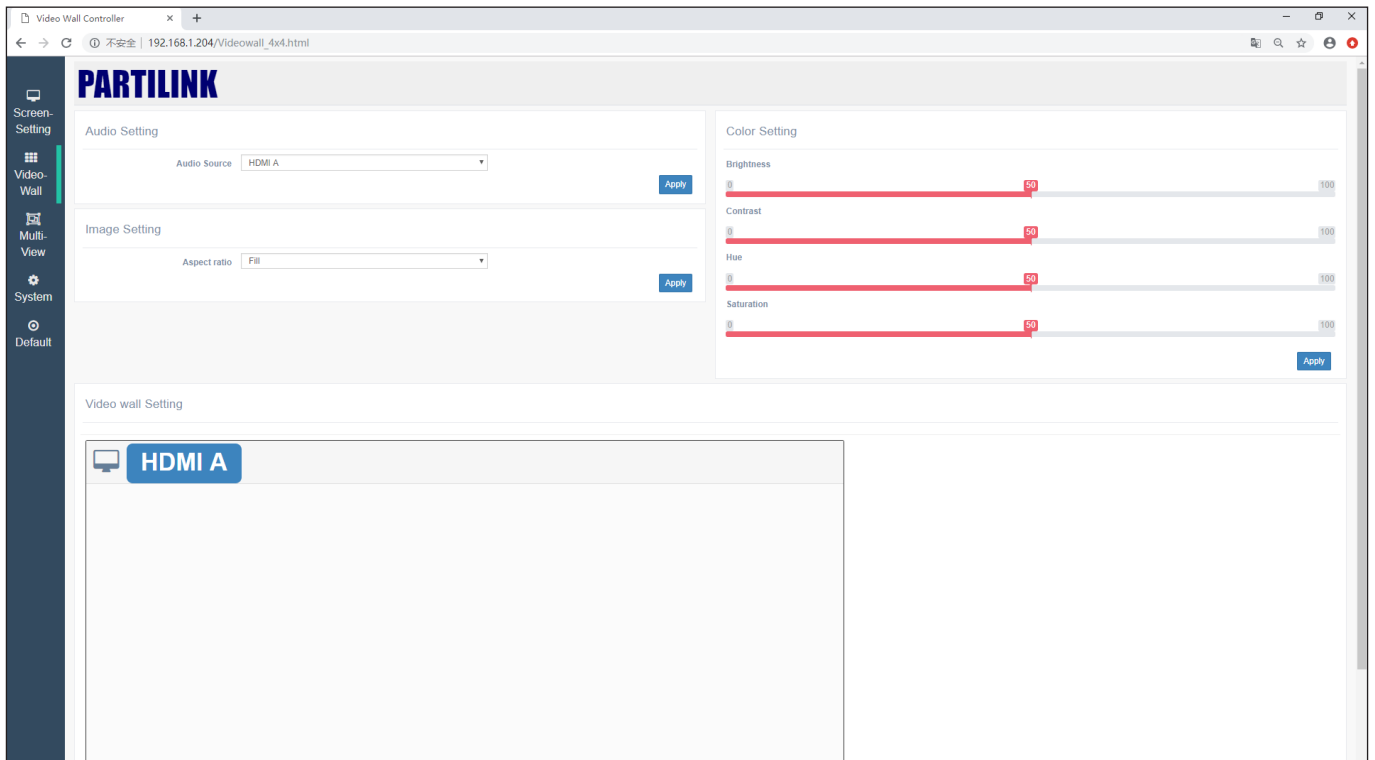 Video Wall Controller
不安全 | 192.168.1.204/Videowall_4x4.html
Screen-
Setting
Video-
Wall
Multi-
View
System
Default
PARTILINK
Audio Setting
Audio Source HDMI A
Apply
Image Setting
Aspect ratio Fill
Apply
Color Setting
Brightness
0 50 100
Contrast
0 50 100
Hue
0 50 100
Saturation
0 50 100
Apply
Video wall Setting
HDMI A